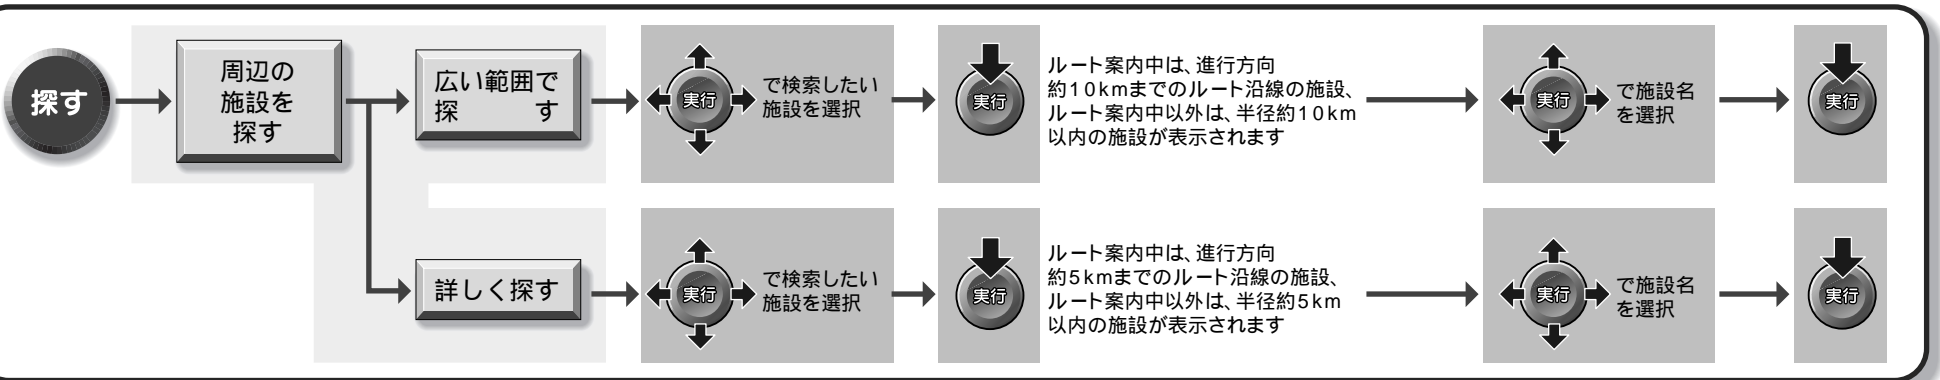 探す
周辺の
施設を
探す
広い範囲で
探　　す
実行
で検索したい
施設を選択
実行
ルート案内中は、進行方向
約10kmまでのルート沿線の施設、
ルート案内中以外は、半径約10km
以内の施設が表示されます
実行
で施設名
を選択
実行
詳しく探す
実行
で検索したい
施設を選択
実行
ルート案内中は、進行方向
約5kmまでのルート沿線の施設、
ルート案内中以外は、半径約5km
以内の施設が表示されます
実行
で施設名
を選択
実行